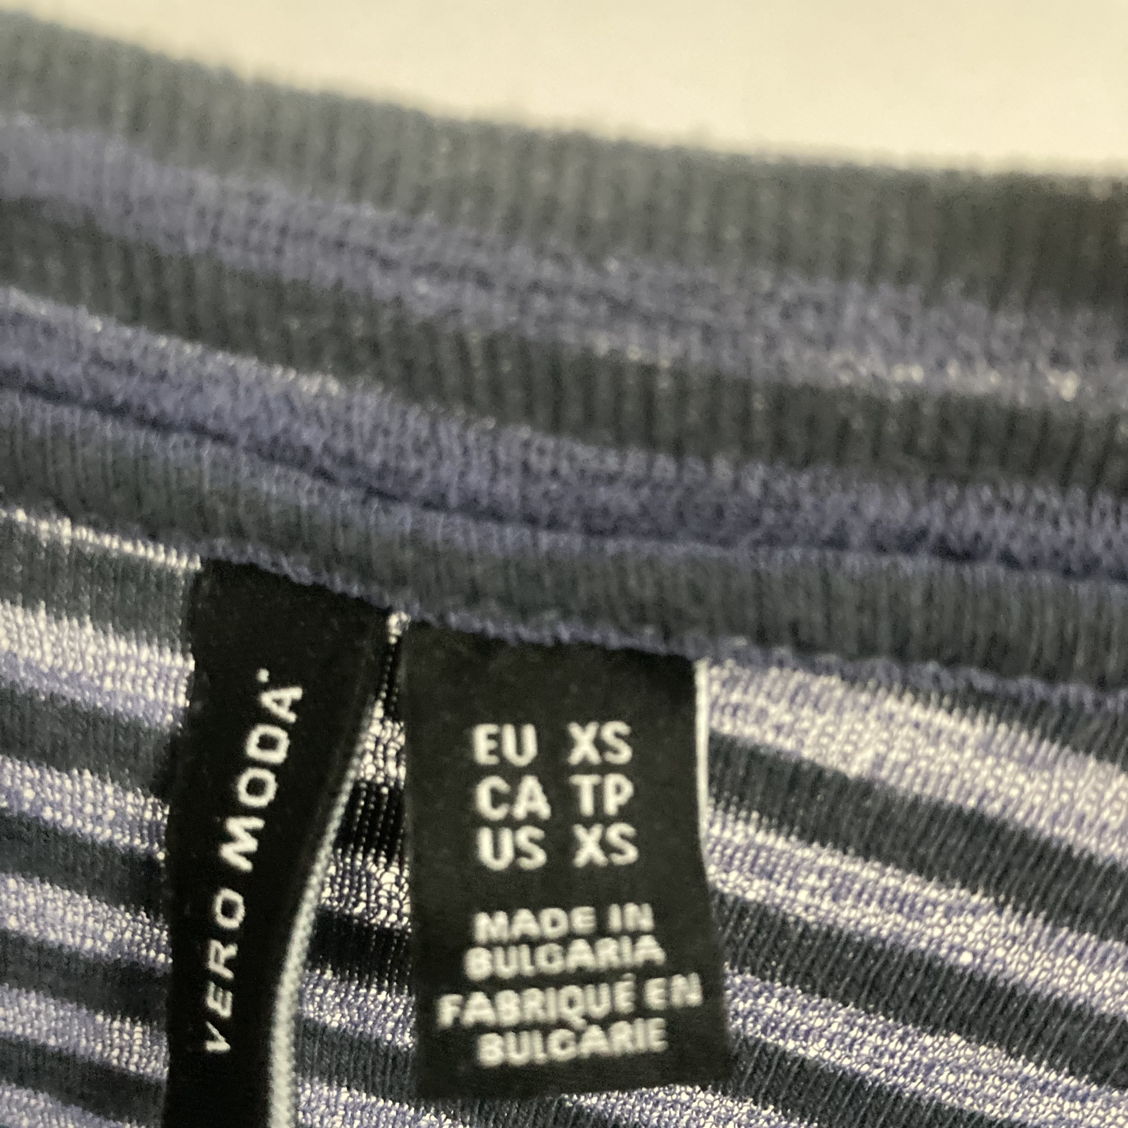 VERO MODA
EU XS
CA TP
US XS
MADE IN
BULGARIA
FABRIQUÉ EN
BULGARIE